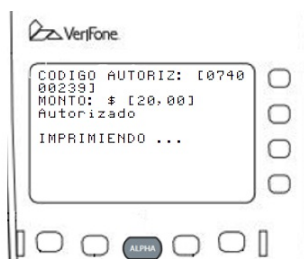 VeriFone
CODIGO AUTORIZ: [0740
00239]
MONTO: $ [20,00]
Autorizado
IMPRIMIENDO ...
ALPHA